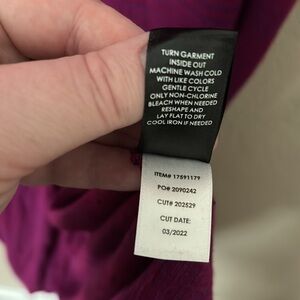 TURN GARMENT
INSIDE OUT
MACHINE WASH COLD
WITH LIKE COLORS
GENTLE CYCLE
ONLY NON-CHLORINE
BLEACH WHEN NEEDED
RESHAPE AND
LAY FLAT TO DRY
COOL IRON IF NEEDED
ITEM# 17591179
PO# 2090242
CUT# 202529
CUT DATE:
03/2022